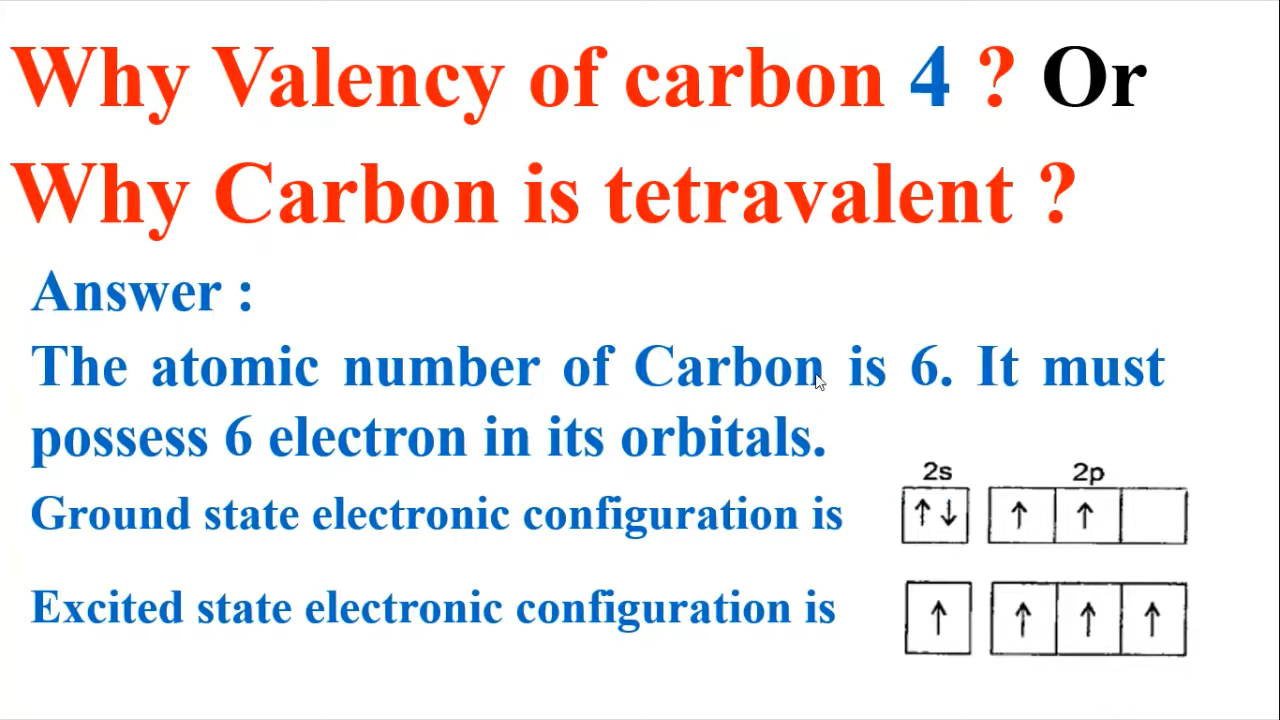 Why Valency of carbon 4 ? Or
Why Carbon is tetravalent ?
Answer :
The atomic number of Carbon is 6. It must
possess 6 electron in its orbitals.
2s 2p
Ground state electronic configuration is ↑↓ ↑ ↑
Excited state electronic configuration is ↑ ↑ ↑ ↑